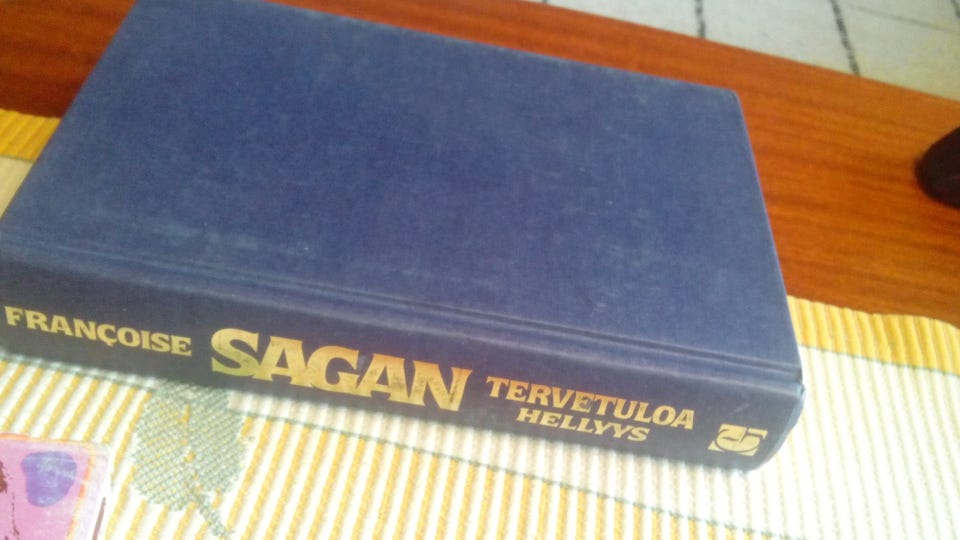 FRANÇOISE SAGAN TERVETULOA
HELLYYS